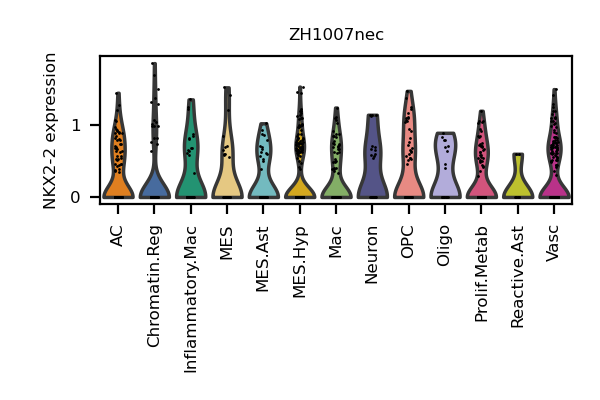 ZH1007nec
NKX2-2 expression
1
0
AC
Chromatin.Reg
Inflammatory.Mac
MES
MES.Ast
MES.Hyp
Mac
Neuron
OPC
Oligo
Prolif.Metab
Reactive.Ast
Vasc